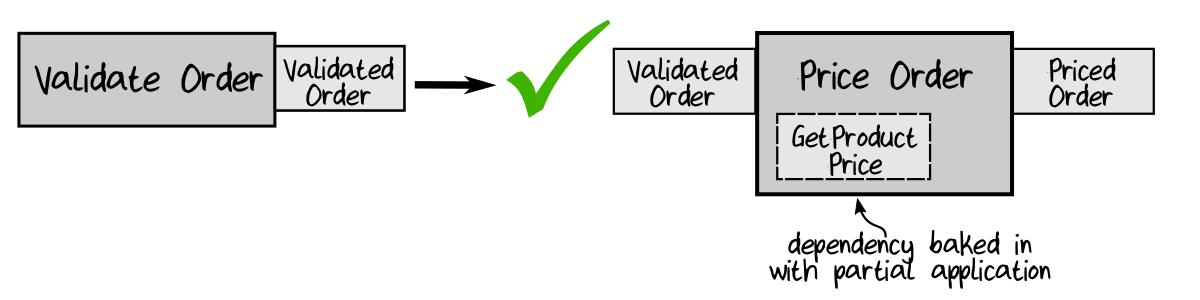 Validate Order
Validated
Order
Validated
Order
Price Order
GetProduct
Price
Priced
Order
dependency baked in
with partial application